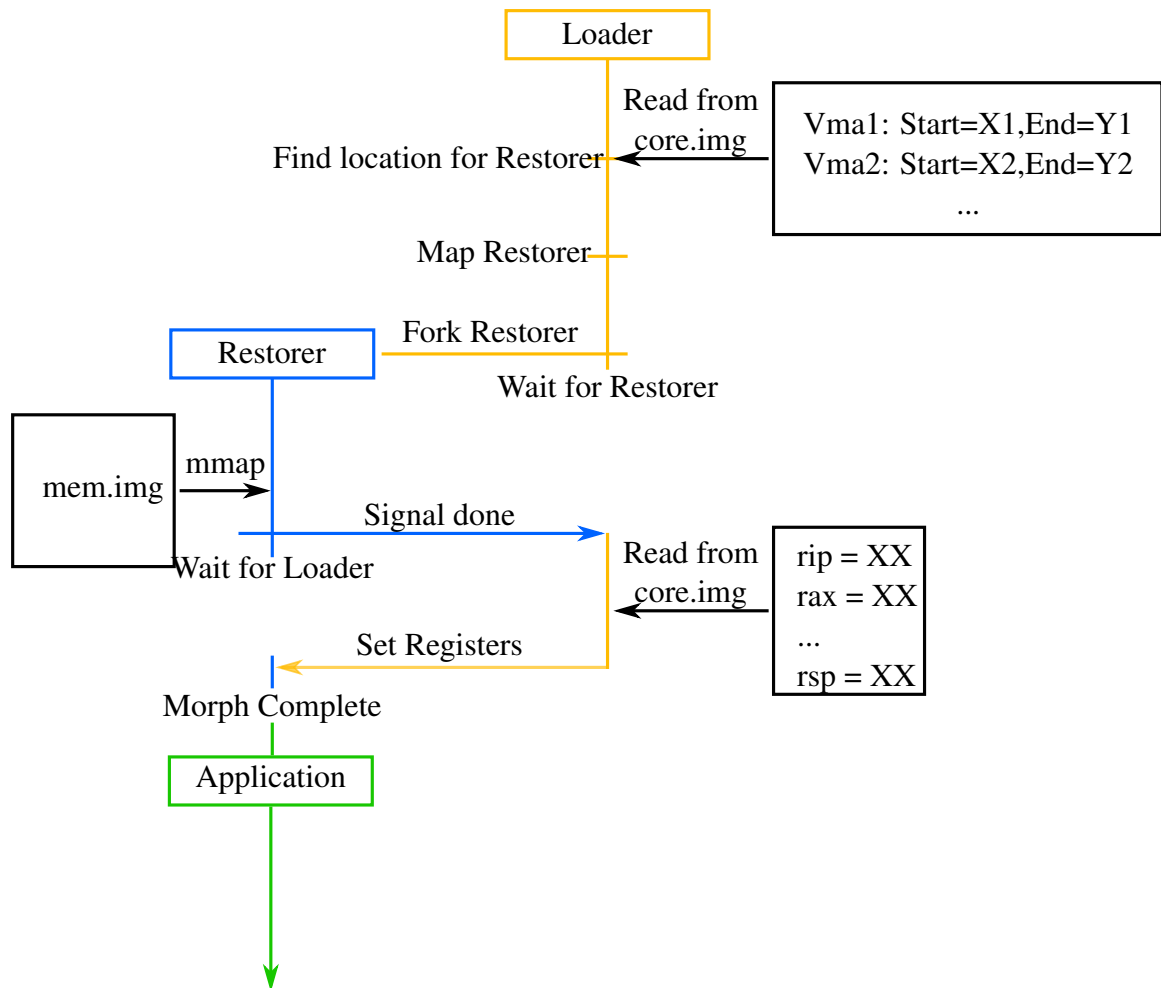 Loader
Read from
core.img
Vma1: Start=X1,End=Y1
Vma2: Start=X2,End=Y2
...
Find location for Restorer
Map Restorer
Fork Restorer
Restorer
Wait for Restorer
mem.img
mmap
Signal done
Wait for Loader
Read from
core.img
rip = XX
rax = XX
...
rsp = XX
Set Registers
Morph Complete
Application